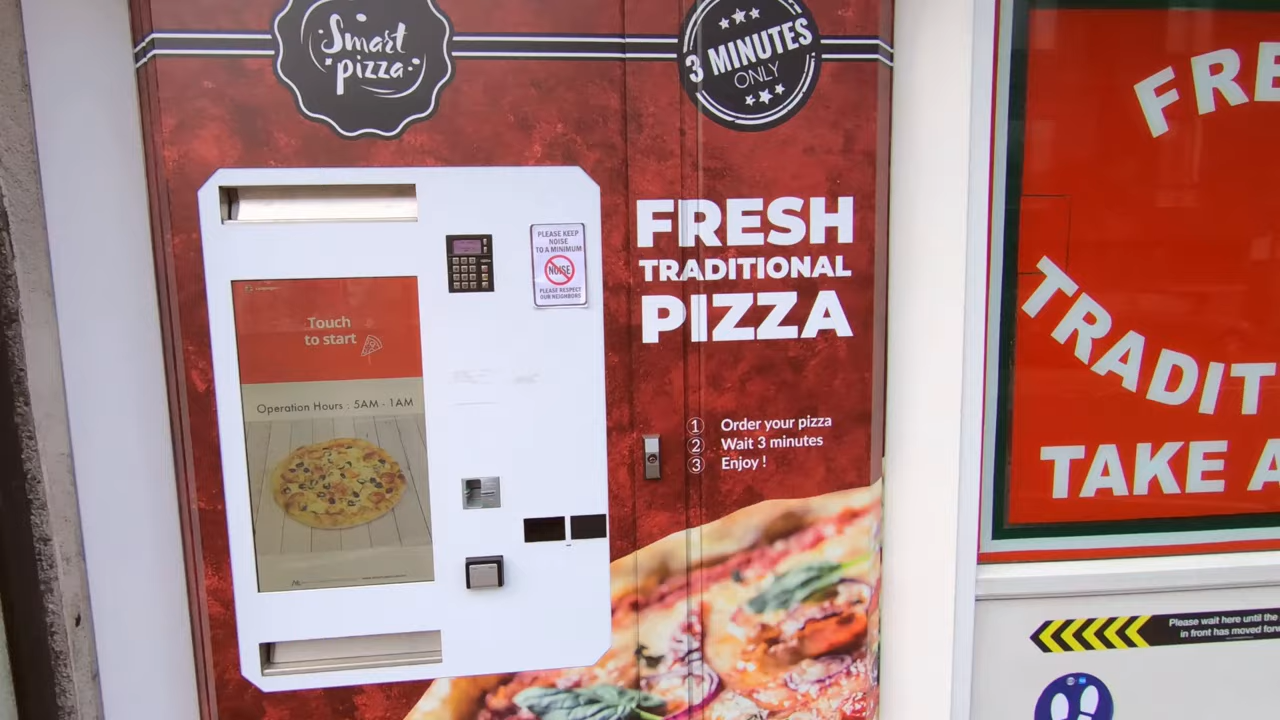 Smart
pizza
3 MINUTES
ONLY
PLEASE KEEP
NOISE
TO A MINIMUM
NOISE
PLEASE RESPECT
OUR NEIGHBORS
FRESH
TRADITIONAL
PIZZA
Touch
to start
Operation Hours : 5AM - 1AM
1 Order your pizza
2 Wait 3 minutes
3 Enjoy !
FRE
TRADIT
TAKE A
Please wait here until the
in front has moved forw